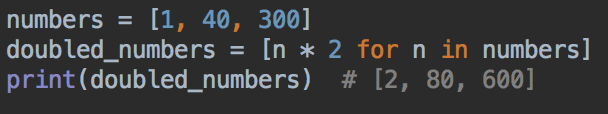 numbers = [1, 40, 300]
doubled_numbers = [n * 2 for n in numbers]
print(doubled_numbers)  # [2, 80, 600]